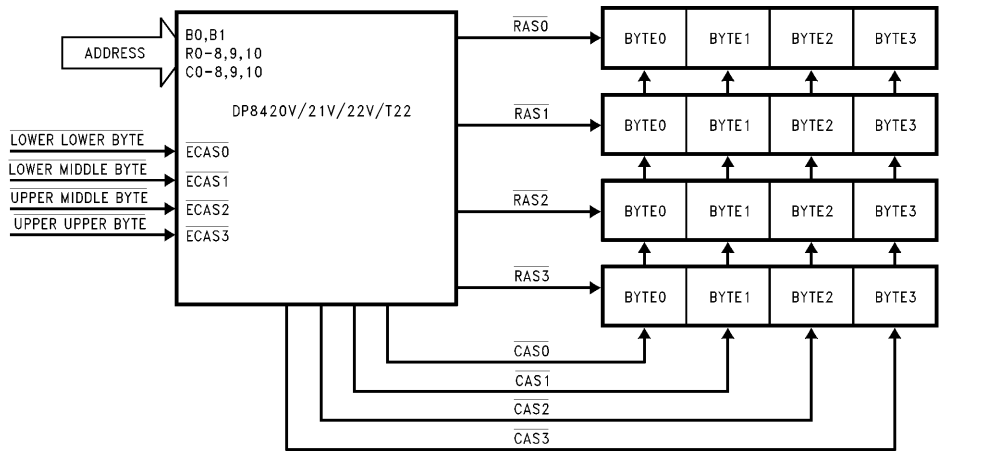 ADDRESS
B0,B1
R0-8,9,10
C0-8,9,10
DP8420V/21V/22V/T22
LOWER LOWER BYTE
LOWER MIDDLE BYTE
UPPER MIDDLE BYTE
UPPER UPPER BYTE
ECAS0
ECAS1
ECAS2
ECAS3
RAS0
BYTE0 BYTE1 BYTE2 BYTE3
RAS1
BYTE0 BYTE1 BYTE2 BYTE3
RAS2
BYTE0 BYTE1 BYTE2 BYTE3
RAS3
BYTE0 BYTE1 BYTE2 BYTE3
CAS0
CAS1
CAS2
CAS3